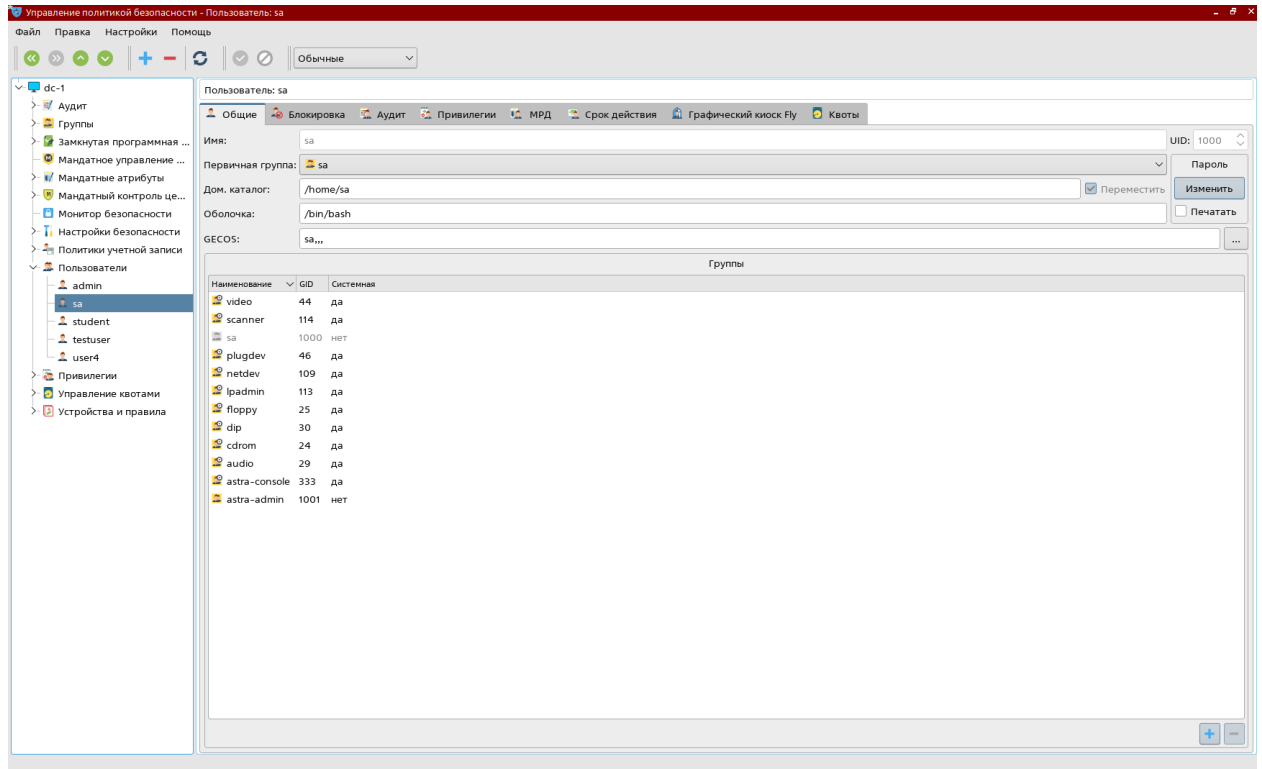 Управление политикой безопасности - Пользователь: sa
Файл Правка Настройки Помощь
Обычные
dc-1
Аудит
Группы
Замкнутая программная ...
Мандатное управление ...
Мандатные атрибуты
Мандатный контроль це...
Монитор безопасности
Настройки безопасности
Политики учетной записи
Пользователи
admin
sa
student
testuser
user4
Привилегии
Управление квотами
Устройства и правила
Пользователь: sa
Общие Блокировка Аудит Привилегии МРД Срок действия Графический киоск Fly Квоты
Имя: sa UID: 1000
Первичная группа: sa Пароль
Дом. каталог: /home/sa Переместить Изменить
Оболочка: /bin/bash Печатать
GECOS: sa,,, ...
Группы
Наименование GID Системная
video 44 да
scanner 114 да
sa 1000 нет
plugdev 46 да
netdev 109 да
lpadmin 113 да
floppy 25 да
dip 30 да
cdrom 24 да
audio 29 да
astra-console 333 да
astra-admin 1001 нет